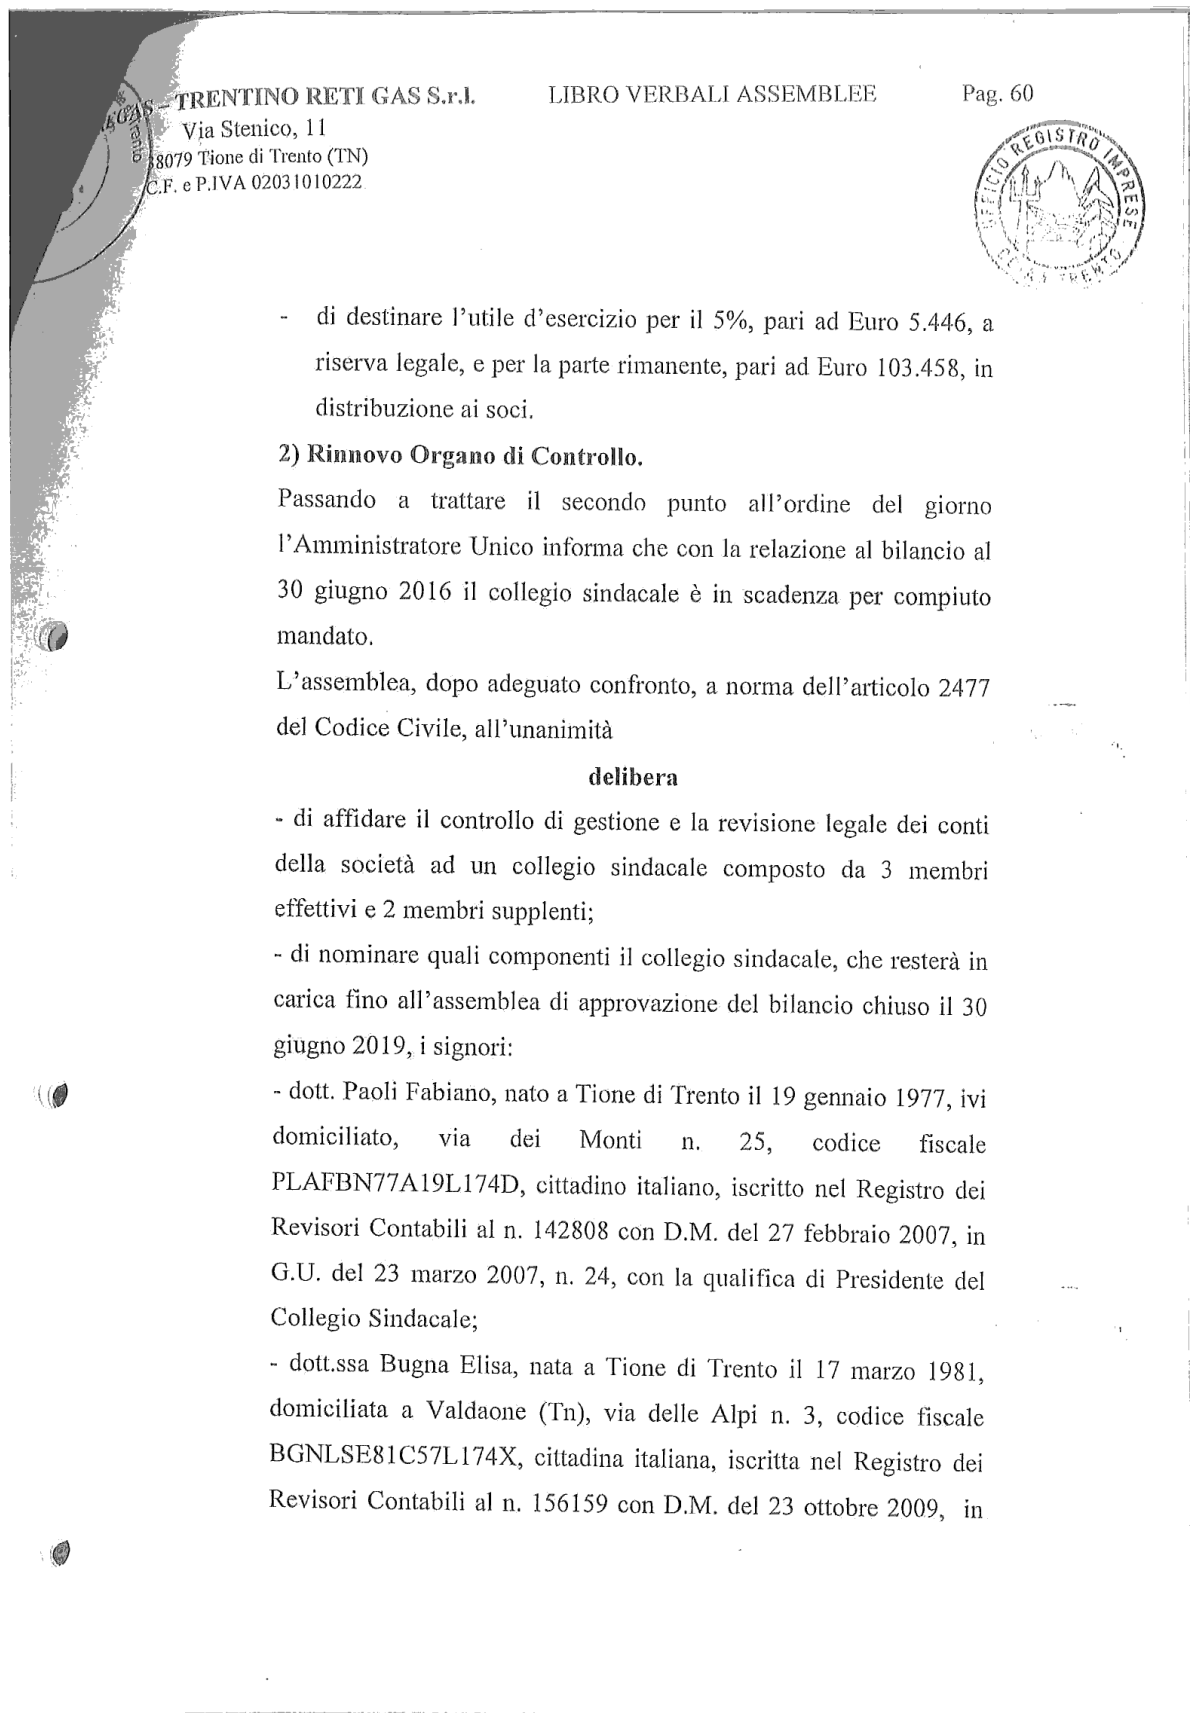 EGAS – TRENTINO RETI GAS S.r.l. LIBRO VERBALI ASSEMBLEE Pag. 60
Via Stenico, 11
38079 Tione di Trento (TN)
C.F. e P.IVA 02031010222
UFFICIO REGISTRO IMPRESE
TRENTO
- di destinare l’utile d’esercizio per il 5%, pari ad Euro 5.446, a
riserva legale, e per la parte rimanente, pari ad Euro 103.458, in
distribuzione ai soci.
2) Rinnovo Organo di Controllo.
Passando a trattare il secondo punto all’ordine del giorno
l’Amministratore Unico informa che con la relazione al bilancio al
30 giugno 2016 il collegio sindacale è in scadenza per compiuto
mandato.
L’assemblea, dopo adeguato confronto, a norma dell’articolo 2477
del Codice Civile, all’unanimità
delibera
- di affidare il controllo di gestione e la revisione legale dei conti
della società ad un collegio sindacale composto da 3 membri
effettivi e 2 membri supplenti;
- di nominare quali componenti il collegio sindacale, che resterà in
carica fino all’assemblea di approvazione del bilancio chiuso il 30
giugno 2019, i signori:
- dott. Paoli Fabiano, nato a Tione di Trento il 19 gennaio 1977, ivi
domiciliato, via dei Monti n. 25, codice fiscale
PLAFBN77A19L174D, cittadino italiano, iscritto nel Registro dei
Revisori Contabili al n. 142808 con D.M. del 27 febbraio 2007, in
G.U. del 23 marzo 2007, n. 24, con la qualifica di Presidente del
Collegio Sindacale;
- dott.ssa Bugna Elisa, nata a Tione di Trento il 17 marzo 1981,
domiciliata a Valdaone (Tn), via delle Alpi n. 3, codice fiscale
BGNLSE81C57L174X, cittadina italiana, iscritta nel Registro dei
Revisori Contabili al n. 156159 con D.M. del 23 ottobre 2009, in